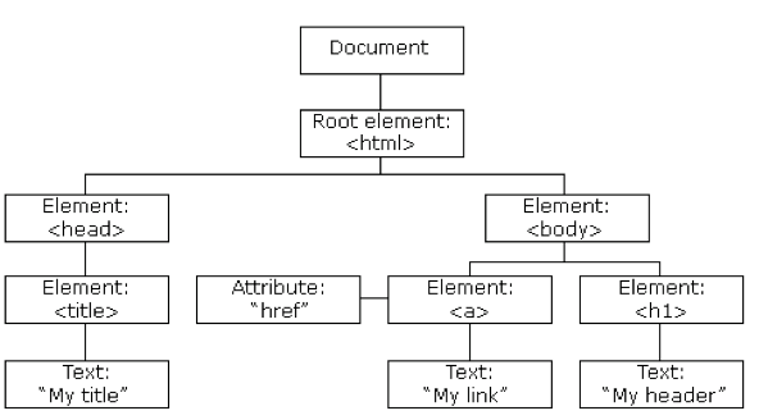 Document
Root element:
<html>
Element:
<head>
Element:
<body>
Element:
<title>
Attribute:
“href”
Element:
<a>
Element:
<h1>
Text:
“My title”
Text:
“My link”
Text:
“My header”